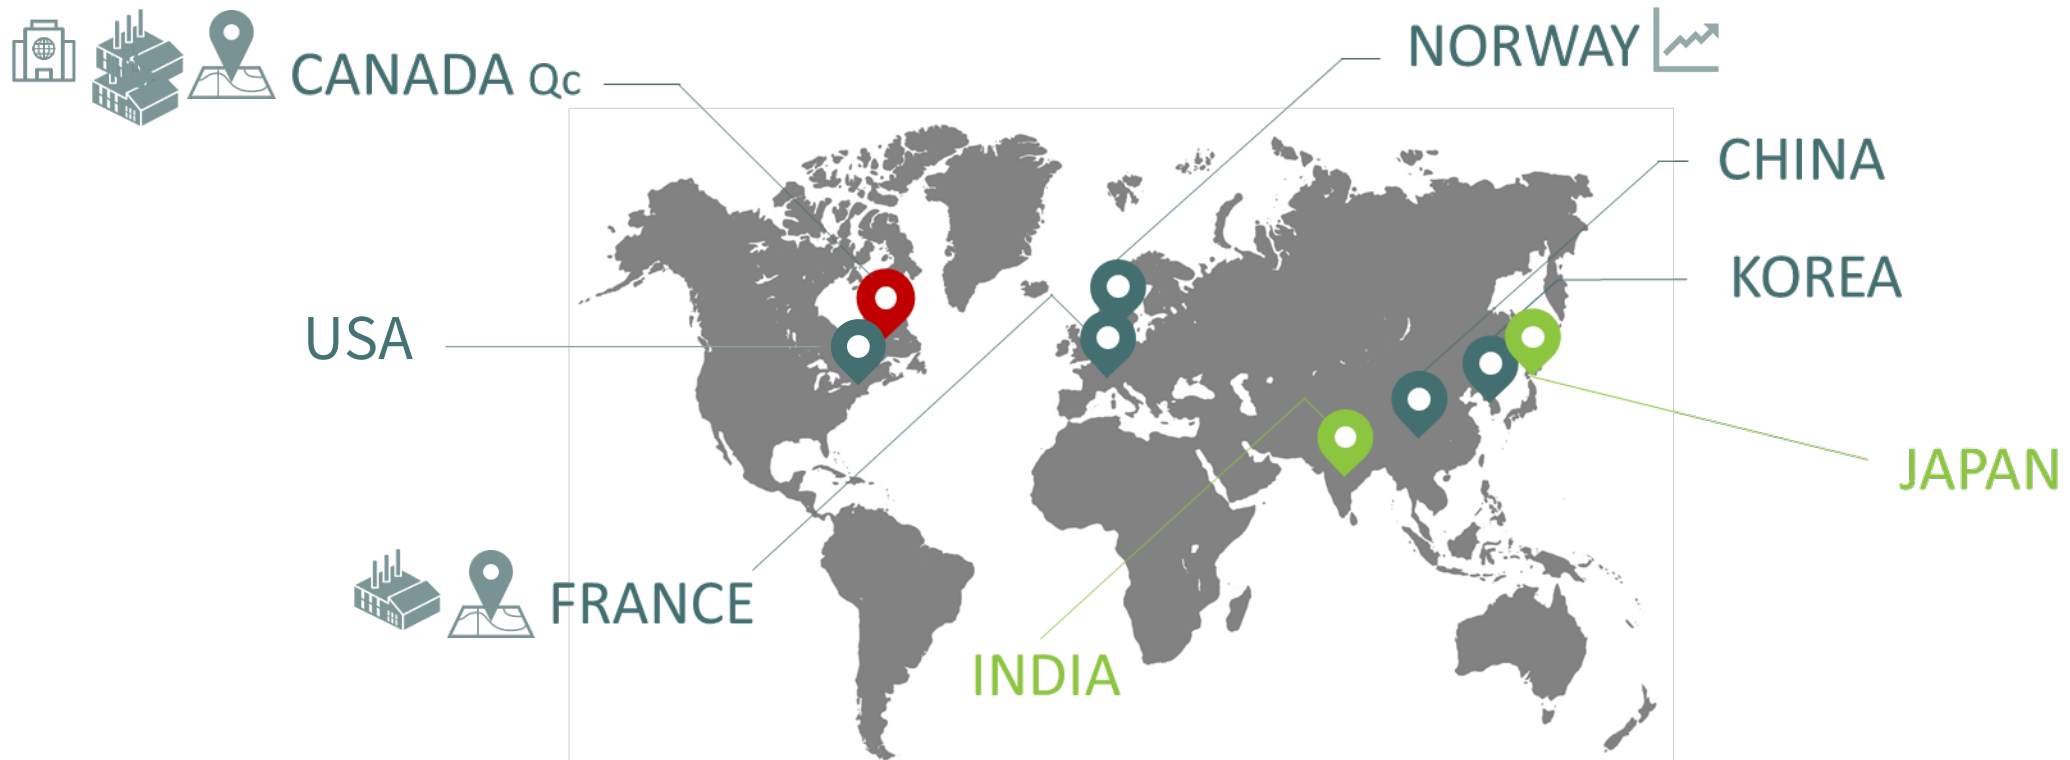 CANADA Qc
NORWAY
CHINA
KOREA
USA
JAPAN
FRANCE
INDIA